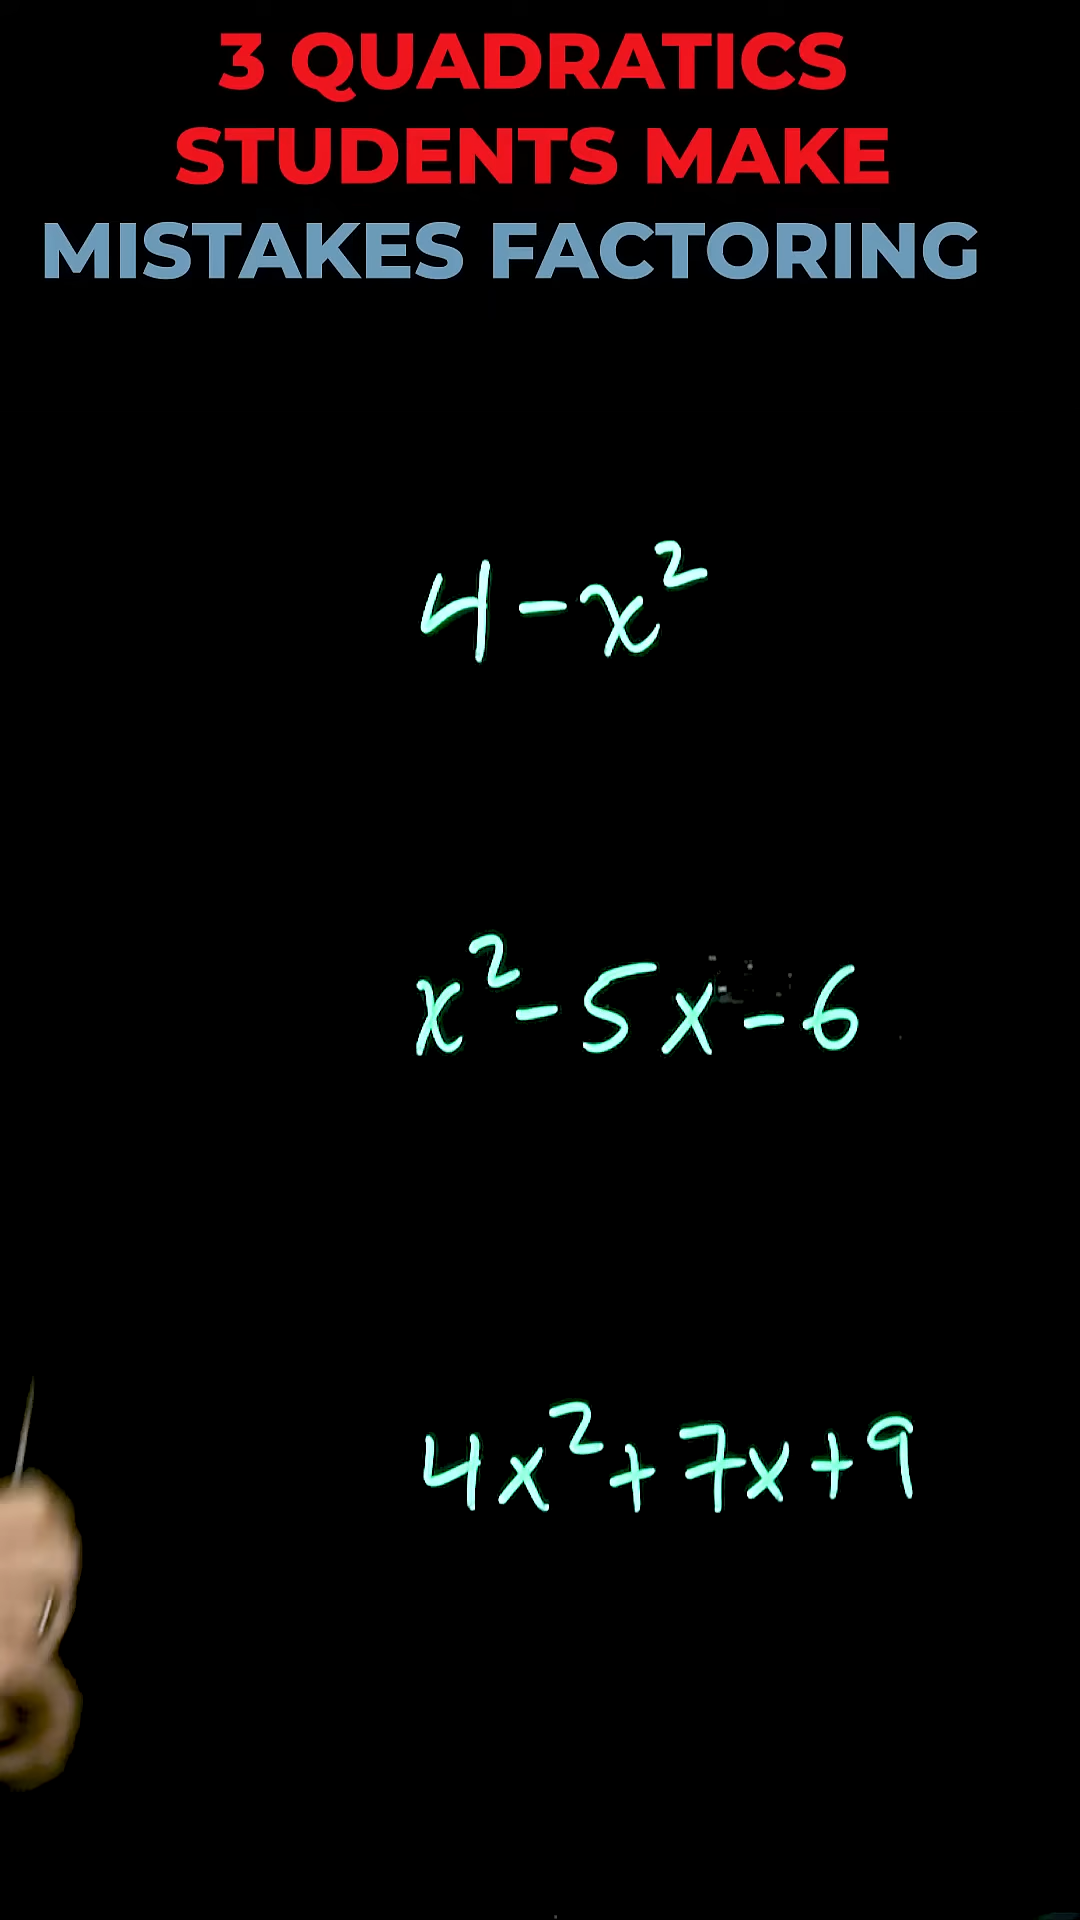 3 QUADRATICS
STUDENTS MAKE
MISTAKES FACTORING
4-x²
x²-5x-6
4x²+7x+9